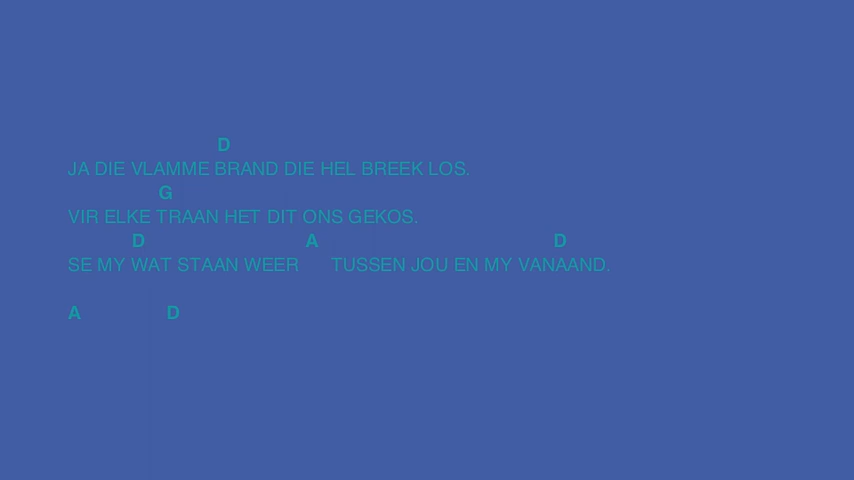 D
JA DIE VLAMME BRAND DIE HEL BREEK LOS.
G
VIR ELKE TRAAN HET DIT ONS GEKOS.
D A D
SE MY WAT STAAN WEER TUSSEN JOU EN MY VANAAND.
A D